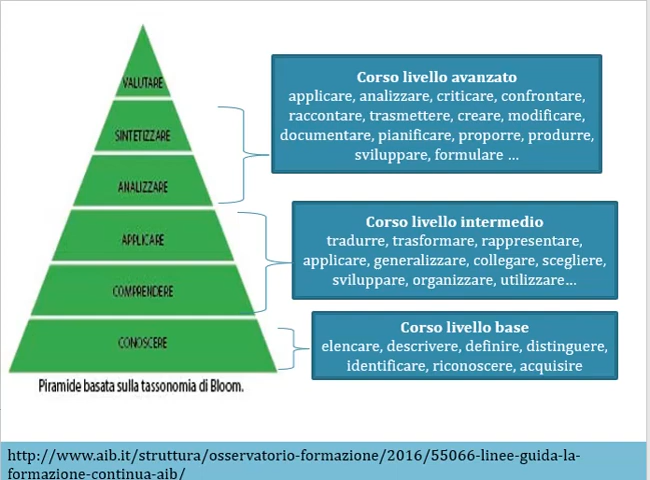 VALUTARE
SINTETIZZARE
ANALIZZARE
APPLICARE
COMPRENDERE
CONOSCERE
Piramide basata sulla tassonomia di Bloom.
Corso livello avanzato
applicare, analizzare, criticare, confrontare,
raccontare, trasmettere, creare, modificare,
documentare, pianificare, proporre, produrre,
sviluppare, formulare ...
Corso livello intermedio
tradurre, trasformare, rappresentare,
applicare, generalizzare, collegare, scegliere,
sviluppare, organizzare, utilizzare...
Corso livello base
elencare, descrivere, definire, distinguere,
identificare, riconoscere, acquisire
http://www.aib.it/struttura/osservatorio-formazione/2016/55066-linee-guida-la-
formazione-continua-aib/